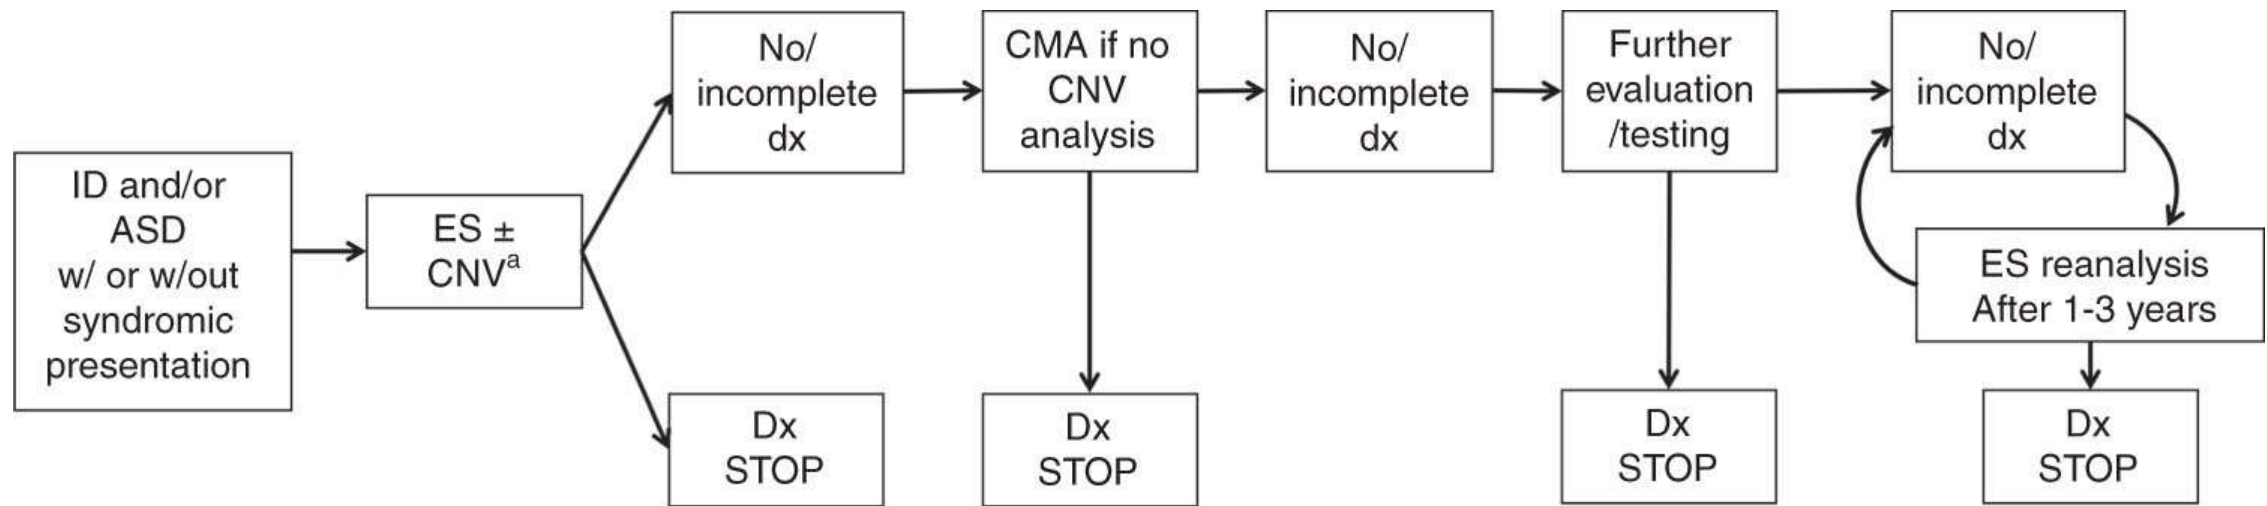 ID and/or
ASD
w/ or w/out
syndromic
presentation
ES ±
CNVa
No/
incomplete
dx
Dx
STOP
CMA if no
CNV
analysis
Dx
STOP
No/
incomplete
dx
Further
evaluation
/testing
Dx
STOP
No/
incomplete
dx
ES reanalysis
After 1-3 years
Dx
STOP